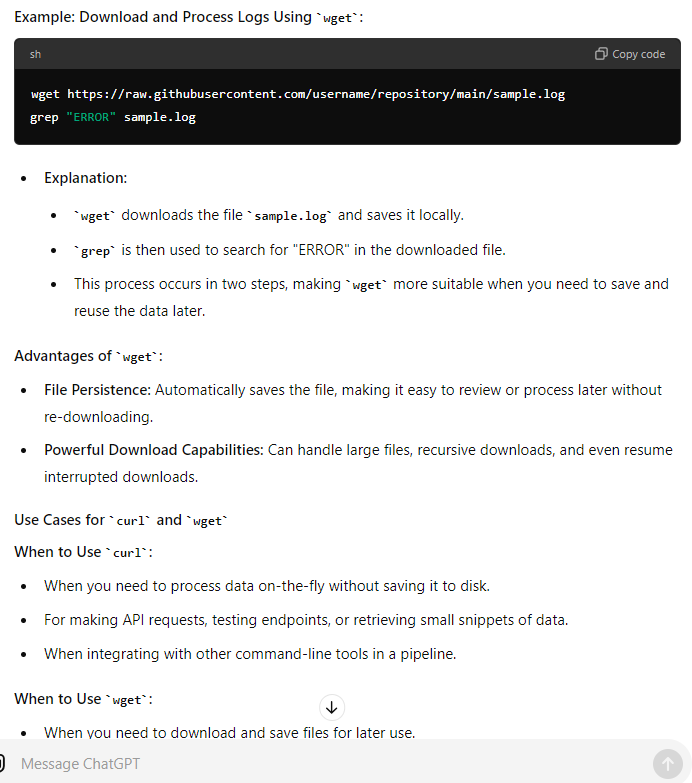 Example: Download and Process Logs Using `wget`:
sh
Copy code
wget https://raw.githubusercontent.com/username/repository/main/sample.log
grep "ERROR" sample.log
• Explanation:
• `wget` downloads the file `sample.log` and saves it locally.
• `grep` is then used to search for "ERROR" in the downloaded file.
• This process occurs in two steps, making `wget` more suitable when you need to save and
reuse the data later.
Advantages of `wget`:
• File Persistence: Automatically saves the file, making it easy to review or process later without
re-downloading.
• Powerful Download Capabilities: Can handle large files, recursive downloads, and even resume
interrupted downloads.
Use Cases for `curl` and `wget`
When to Use `curl`:
• When you need to process data on-the-fly without saving it to disk.
• For making API requests, testing endpoints, or retrieving small snippets of data.
• When integrating with other command-line tools in a pipeline.
When to Use `wget`:
• When you need to download and save files for later use.
Message ChatGPT